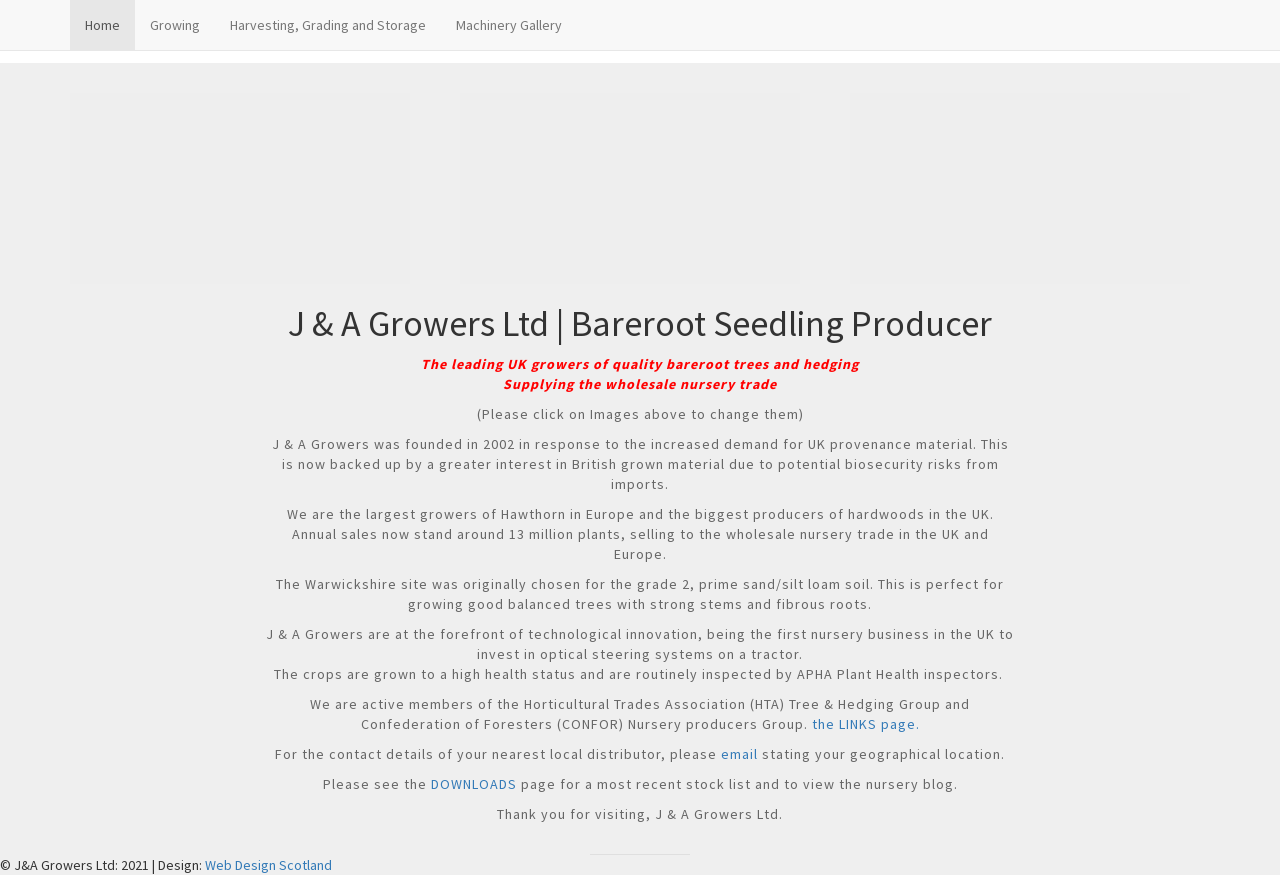 Home Growing Harvesting, Grading and Storage Machinery Gallery
J & A Growers Ltd | Bareroot Seedling Producer
The leading UK growers of quality bareroot trees and hedging
Supplying the wholesale nursery trade
(Please click on Images above to change them)
J & A Growers was founded in 2002 in response to the increased demand for UK provenance material. This
is now backed up by a greater interest in British grown material due to potential biosecurity risks from
imports.
We are the largest growers of Hawthorn in Europe and the biggest producers of hardwoods in the UK.
Annual sales now stand around 13 million plants, selling to the wholesale nursery trade in the UK and
Europe.
The Warwickshire site was originally chosen for the grade 2, prime sand/silt loam soil. This is perfect for
growing good balanced trees with strong stems and fibrous roots.
J & A Growers are at the forefront of technological innovation, being the first nursery business in the UK to
invest in optical steering systems on a tractor.
The crops are grown to a high health status and are routinely inspected by APHA Plant Health inspectors.
We are active members of the Horticultural Trades Association (HTA) Tree & Hedging Group and
Confederation of Foresters (CONFOR) Nursery producers Group. the LINKS page.
For the contact details of your nearest local distributor, please email stating your geographical location.
Please see the DOWNLOADS page for a most recent stock list and to view the nursery blog.
Thank you for visiting, J & A Growers Ltd.
© J&A Growers Ltd: 2021 | Design: Web Design Scotland